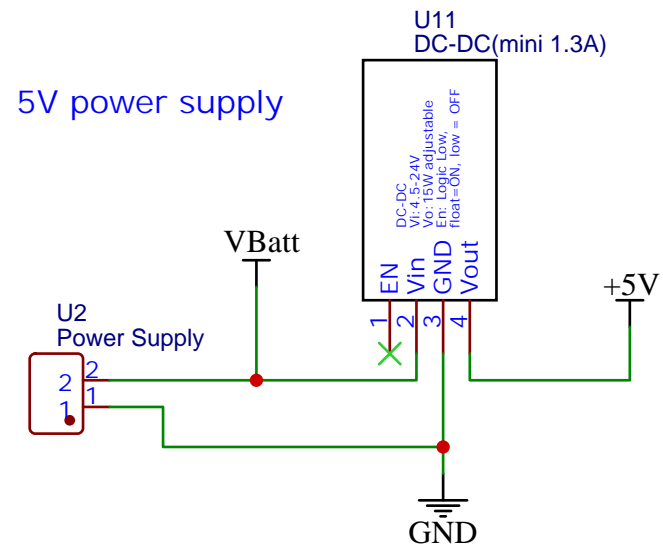 U11
DC-DC(mini 1.3A)
5V power supply
DC-DC
Vi: 4.5-24V
Vo: 15W adjustable
En: Logic Low,
float=ON, low = OFF
EN
Vin
GND
Vout
1
2
3
4
VBatt
+5V
U2
Power Supply
2
2
1
1
GND